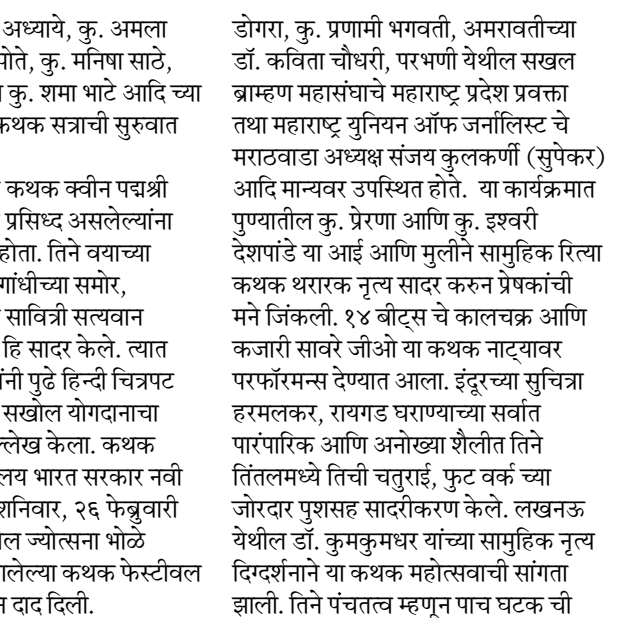 अध्याये, कु. अमला
कु. मनिषा साठे,
कु. शमा भाटे आदि च्या
कथक सत्राची सुरुवात
कथक क्वीन पद्मश्री
प्रसिध्द असलेल्यांना
होता. तिने वयाच्या
गांधीच्या समोर,
सावित्री सत्यवान
हि सादर केले. त्यात
पुढे हिन्दी चित्रपट
सखोल योगदानाचा
केला. कथक
भारत सरकार नवी
शनिवार, २६ फेब्रुवारी
ज्योत्सना भोळे
कथक फेस्टीवल
दाद दिली.
डोगरा, कु. प्रणामी भगवती, अमरावतीच्या
डॉ. कविता चौधरी, परभणी येथील सखल
ब्राम्हण महासंघाचे महाराष्ट्र प्रदेश प्रवक्ता
तथा महाराष्ट्र युनियन ऑफ जर्नालिस्ट चे
मराठवाडा अध्यक्ष संजय कुलकर्णी (सुपेकर)
आदि मान्यवर उपस्थित होते. या कार्यक्रमात
पुण्यातील कु. प्रेरणा आणि कु. इश्वरी
देशपांडे या आई आणि मुलीने सामुहिक रित्या
कथक थरारक नृत्य सादर करुन प्रेषकांची
मने जिंकली. १४ बीट्स चे कालचक्र आणि
कजारी सावरे जीओ या कथक नाट्यावर
परफॉरमन्स देण्यात आला. इंदूरच्या सुचित्रा
हरमलकर, रायगड घराण्याच्या सर्वात
पारंपारिक आणि अनोख्या शैलीत तिने
तिंतलमध्ये तिची चतुराई, फुट वर्क च्या
जोरदार पुशसह सादरीकरण केले. लखनऊ
येथील डॉ. कुमकुमधर यांच्या सामुहिक नृत्य
दिग्दर्शनाने या कथक महोत्सवाची सांगता
झाली. तिने पंचतत्व म्हणून पाच घटक ची